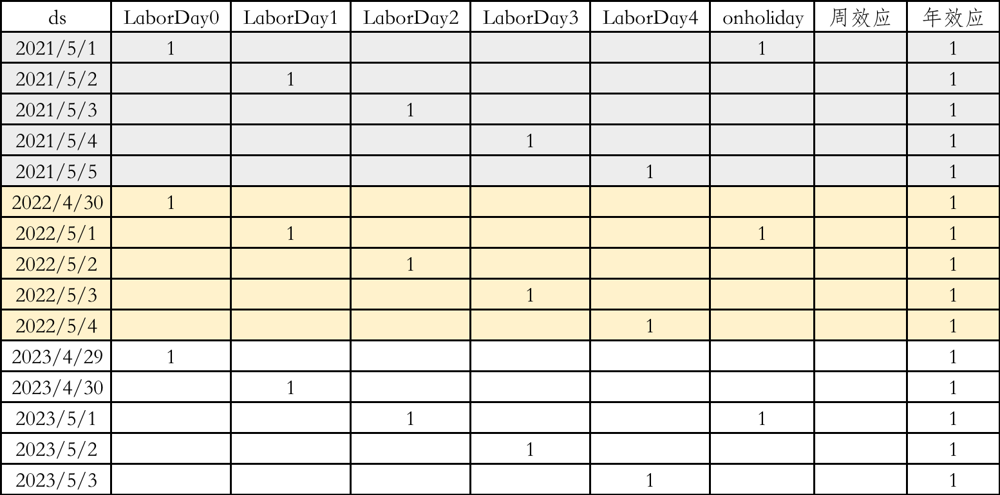 ds LaborDay0 LaborDay1 LaborDay2 LaborDay3 LaborDay4 onholiday 周效应 年效应
2021/5/1 1 1 1
2021/5/2 1 1
2021/5/3 1 1
2021/5/4 1 1
2021/5/5 1 1
2022/4/30 1 1
2022/5/1 1 1 1
2022/5/2 1 1
2022/5/3 1 1
2022/5/4 1 1
2023/4/29 1 1
2023/4/30 1 1
2023/5/1 1 1 1
2023/5/2 1 1
2023/5/3 1 1